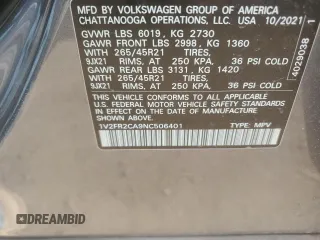 MFD BY VOLKSWAGEN GROUP OF AMERICA
CHATTANOOGA OPERATIONS, LLC. USA 10/2021
GVWR LBS 6019, KG 2730
GAWR FRONT LBS 2998, KG 1360
WITH 265/45R21 TIRES,
9JX21 RIMS, AT 250 KPA, 36 PSI COLD
GAWR REAR LBS 3131, KG 1420
WITH 265/45R21 TIRES,
9JX21 RIMS, AT 250 KPA, 36 PSI COLD
THIS VEHICLE CONFORMS TO ALL APPLICABLE
FEDERAL MOTOR VEHICLE SAFETY AND
THEFT PREVENTION STANDARDS IN EFFECT
ON THE DATE OF MANUFACTURE SHOWN ABOVE
1V2FR2CA9NC506401 TYPE: MPV
4029038
1
DREAMBID